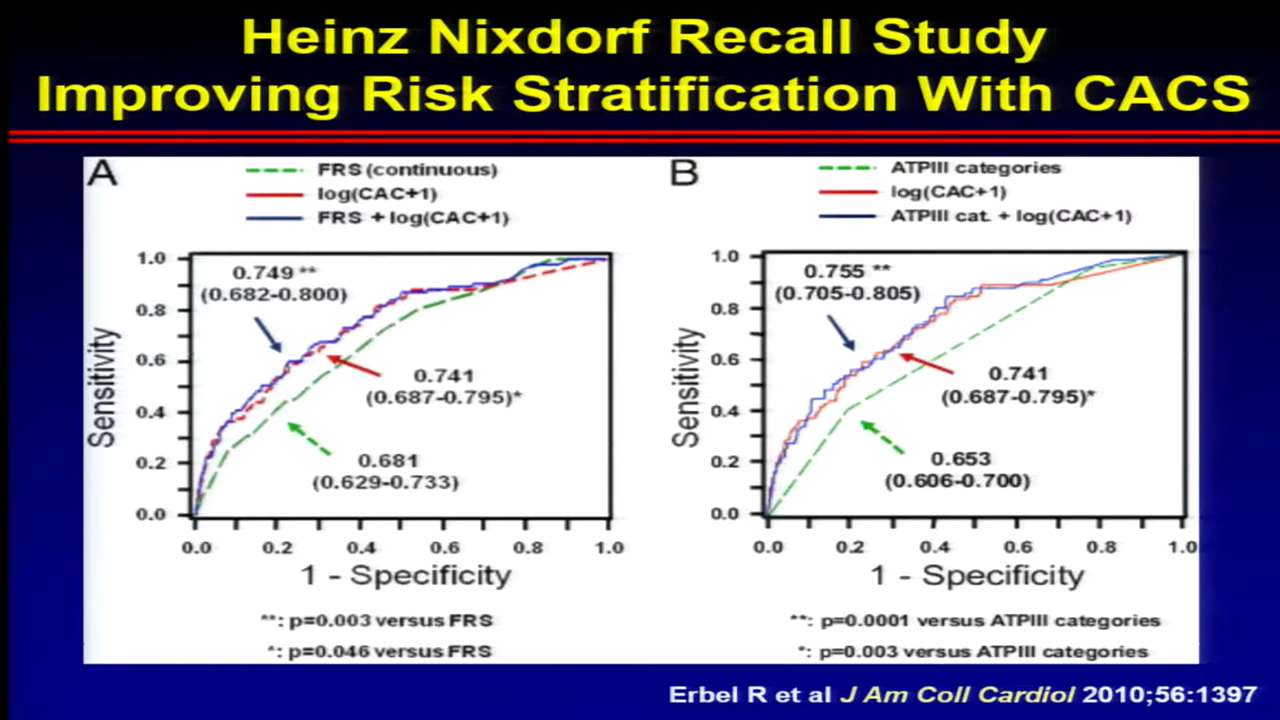 Heinz Nixdorf Recall Study
Improving Risk Stratification With CACS
A
FRS (continuous)
log(CAC+1)
FRS + log(CAC+1)
1.0
0.8
0.6
0.4
0.2
0.0
Sensitivity
0.749 **
(0.682-0.800)
0.741
(0.687-0.795)*
0.681
(0.629-0.733)
0.0 0.2 0.4 0.6 0.8 1.0
1 - Specificity
**: p=0.003 versus FRS
*: p=0.046 versus FRS
B
ATPIII categories
log(CAC+1)
ATPIII cat. + log(CAC+1)
1.0
0.8
0.6
0.4
0.2
0.0
Sensitivity
0.755 **
(0.705-0.805)
0.741
(0.687-0.795)*
0.653
(0.606-0.700)
0.0 0.2 0.4 0.6 0.8 1.0
1 - Specificity
**: p=0.0001 versus ATPIII categories
*: p=0.003 versus ATPIII categories
Erbel R et al J Am Coll Cardiol 2010;56:1397